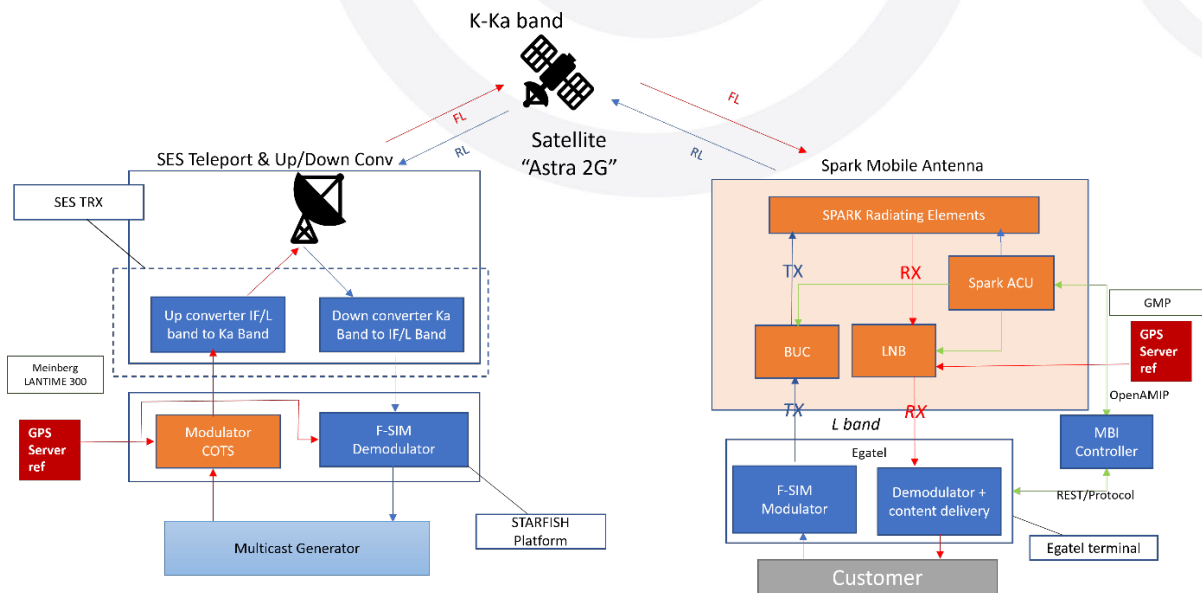 K-Ka band
FL
RL
FL
RL
Satellite
“Astra 2G”
SES Teleport & Up/Down Conv
Spark Mobile Antenna
SES TRX
SPARK Radiating Elements
TX
RX
Spark ACU
GMP
Up converter IF/L
band to Ka Band
Down converter Ka
Band to IF/L Band
BUC
LNB
GPS
Server
ref
Meinberg
LANTIME 300
OpenAMIP
TX
RX
L band
GPS
Server
ref
Modulator
COTS
F-SIM
Demodulator
MBI
Controller
Egatel
F-SIM
Modulator
Demodulator +
content delivery
REST/Protocol
Multicast Generator
STARFISH
Platform
Egatel terminal
Customer